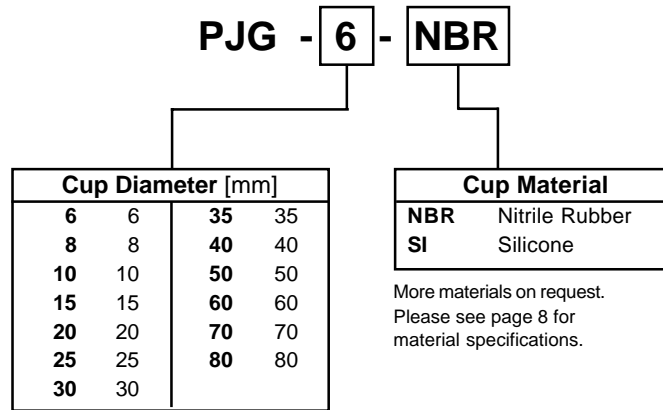 PJG - 6 - NBR
Cup Diameter [mm]
6 6 35 35
8 8 40 40
10 10 50 50
15 15 60 60
20 20 70 70
25 25 80 80
30 30
Cup Material
NBR Nitrile Rubber
SI Silicone
More materials on request.
Please see page 8 for
material specifications.